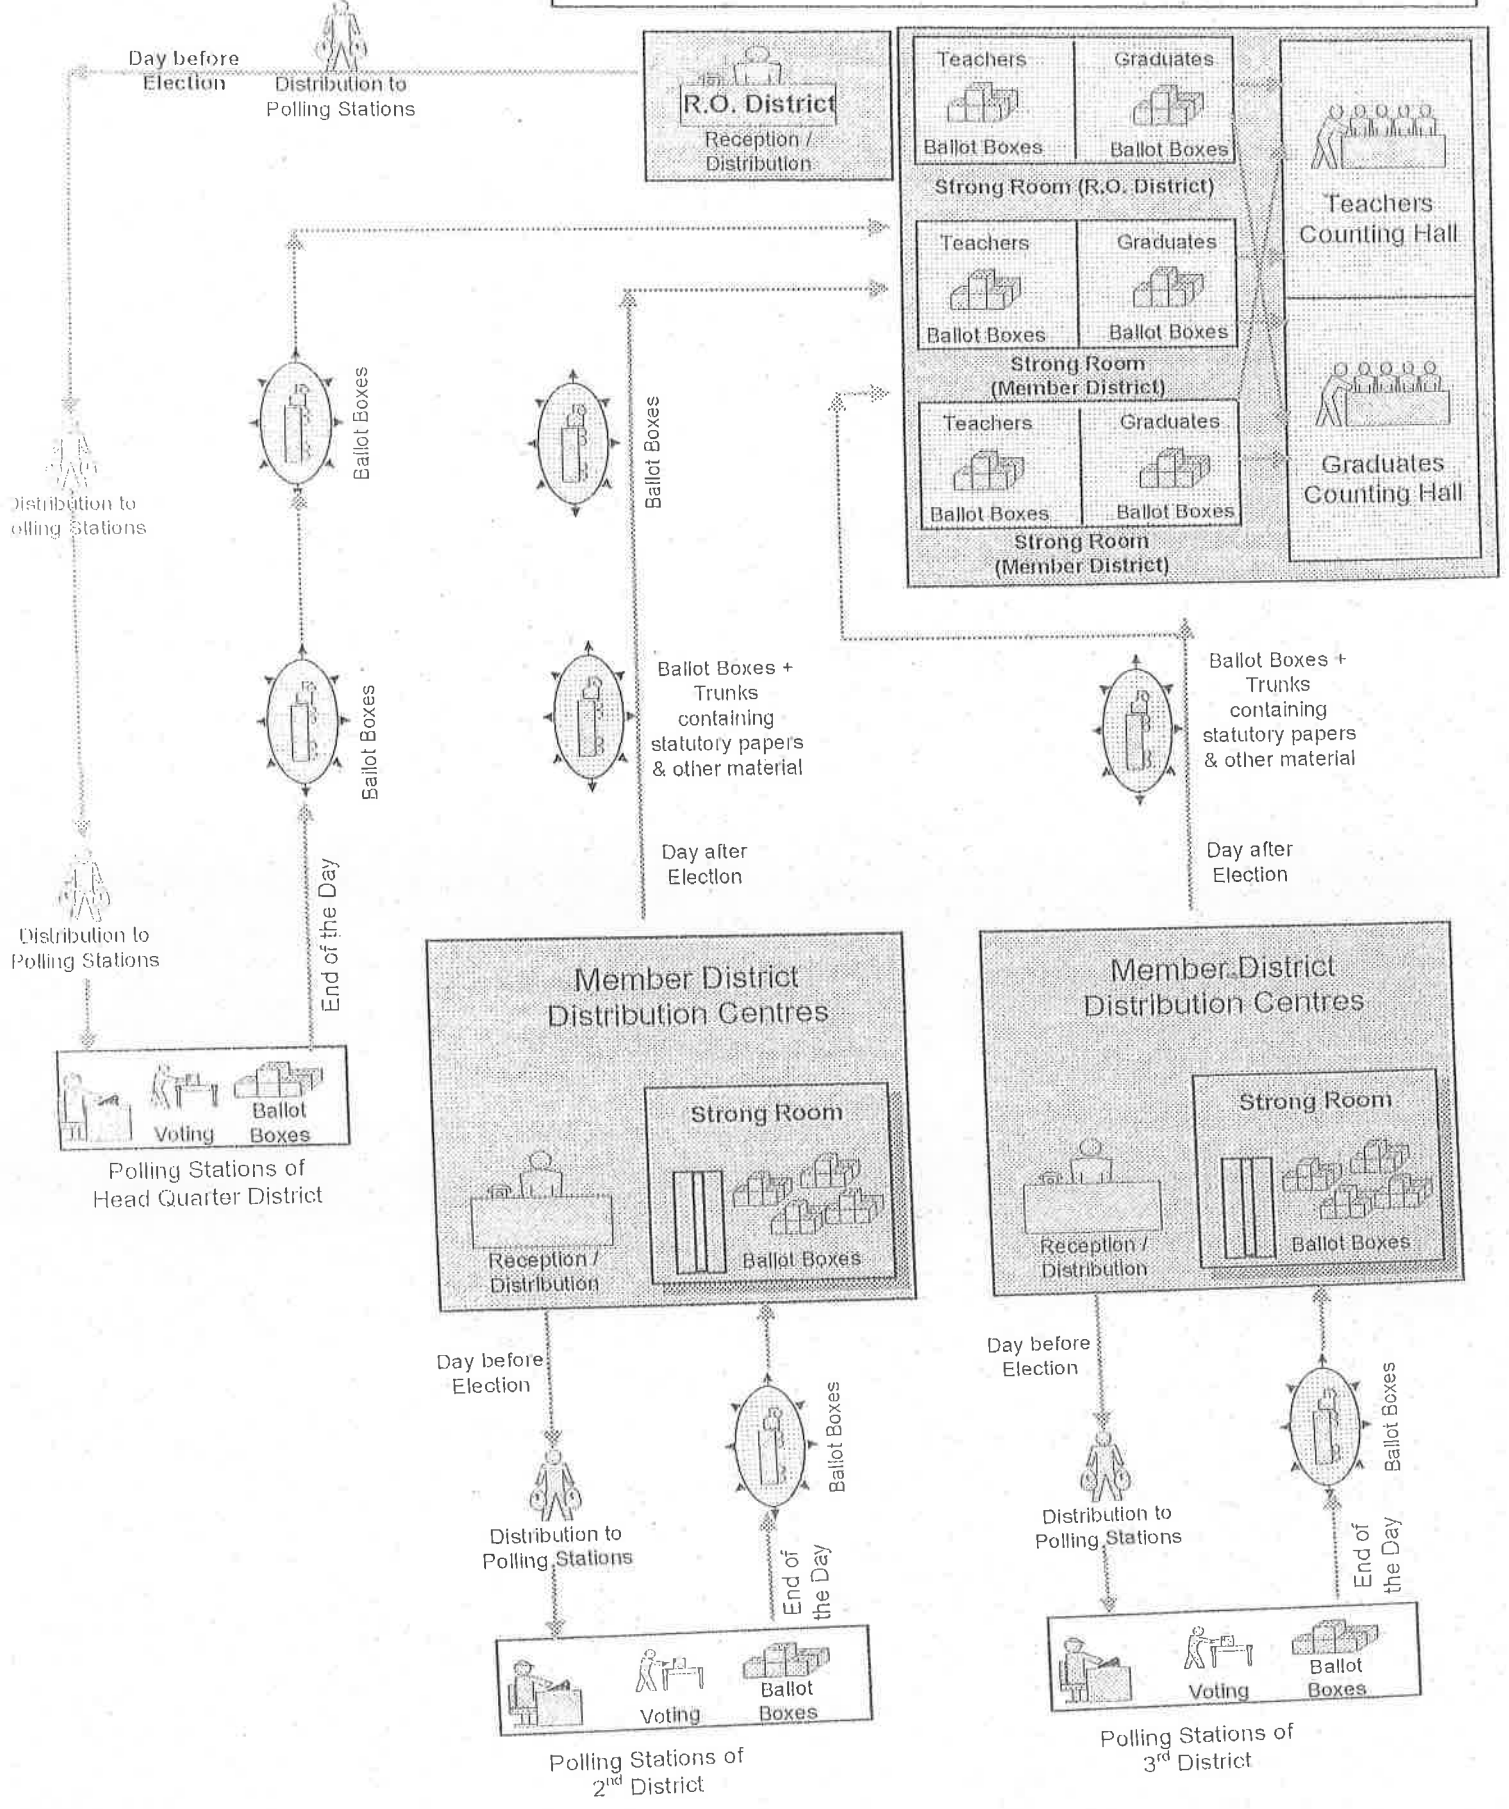 Day before
Election
Distribution to
Polling Stations
R.O. District
Reception /
Distribution
Teachers
Graduates
Ballot Boxes
Ballot Boxes
Strong Room (R.O. District)
Teachers
Graduates
Ballot Boxes
Ballot Boxes
Strong Room
(Member District)
Teachers
Graduates
Ballot Boxes
Ballot Boxes
Strong Room
(Member District)
Teachers
Counting Hall
Graduates
Counting Hall
Ballot Boxes
Ballot Boxes
Distribution to
olling Stations
Ballot Boxes
Ballot Boxes +
Trunks
containing
statutory papers
& other material
Ballot Boxes +
Trunks
containing
statutory papers
& other material
Day after
Election
Day after
Election
Distribution to
Polling Stations
End of the Day
Voting
Ballot
Boxes
Polling Stations of
Head Quarter District
Member District
Distribution Centres
Strong Room
Ballot Boxes
Reception /
Distribution
Member District
Distribution Centres
Strong Room
Ballot Boxes
Reception /
Distribution
Day before
Election
Ballot Boxes
Distribution to
Polling Stations
End of
the Day
Voting
Ballot
Boxes
Polling Stations of
2nd District
Day before
Election
Ballot Boxes
Distribution to
Polling Stations
End of
the Day
Voting
Ballot
Boxes
Polling Stations of
3rd District